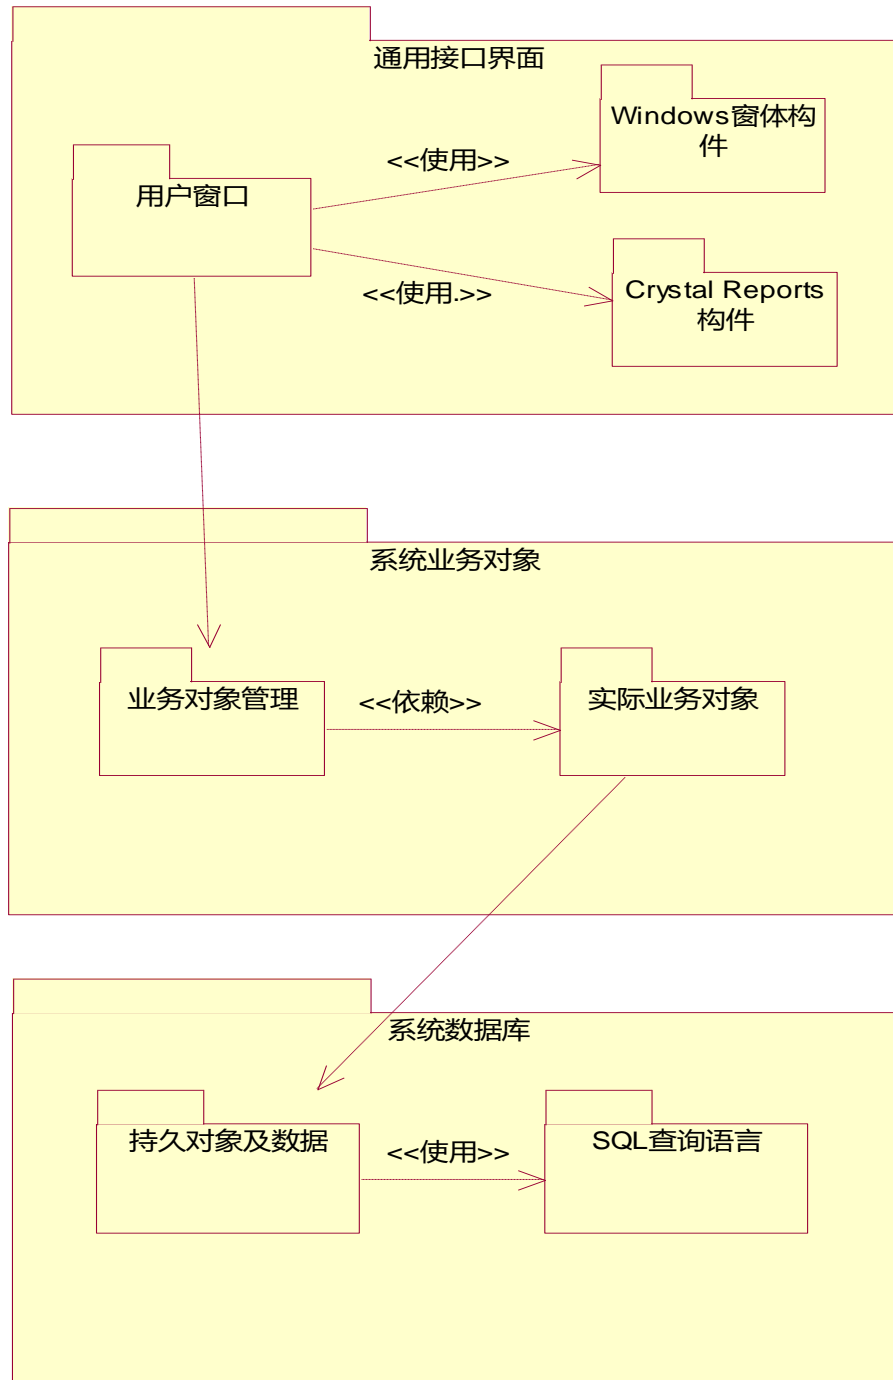 通用接口界面
Windows窗体构
件
<<使用>>
用户窗口
<<使用.>>
Crystal Reports
构件
系统业务对象
业务对象管理
<<依赖>>
实际业务对象
系统数据库
持久对象及数据
<<使用>>
SQL查询语言